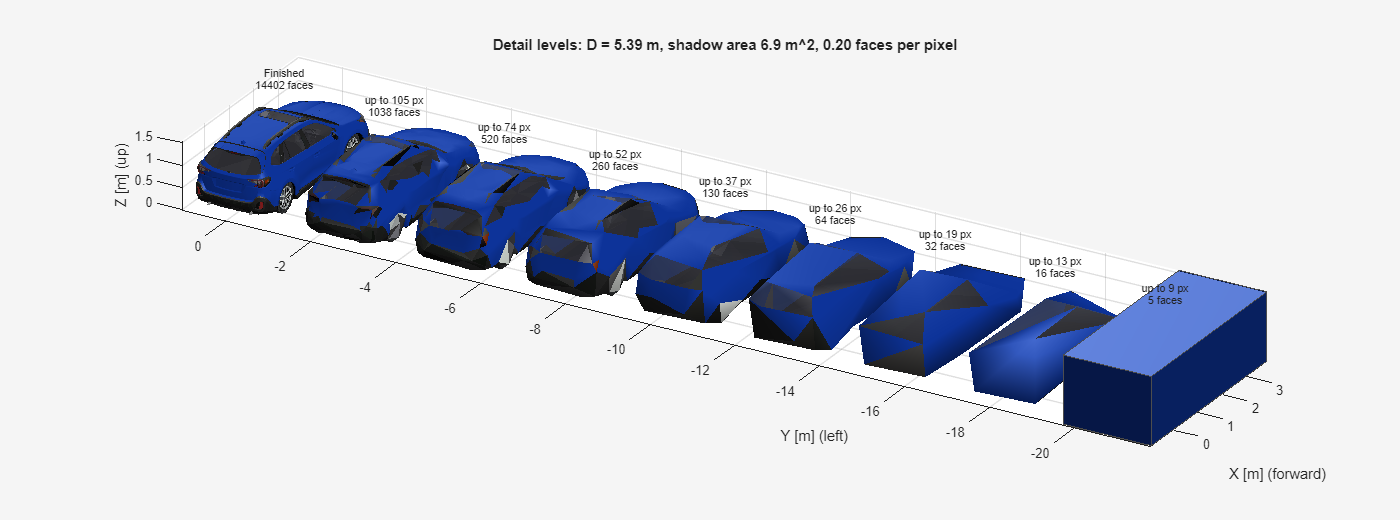 Detail levels: D = 5.39 m, shadow area 6.9 m^2, 0.20 faces per pixel
Finished
14402 faces
up to 105 px
1038 faces
up to 74 px
520 faces
up to 52 px
260 faces
up to 37 px
130 faces
up to 26 px
64 faces
up to 19 px
32 faces
up to 13 px
16 faces
up to 9 px
5 faces
Z [m] (up)
1.5
1
0.5
0
0
-2
-4
-6
-8
-10
-12
-14
-16
-18
-20
Y [m] (left)
3
2
1
0
X [m] (forward)